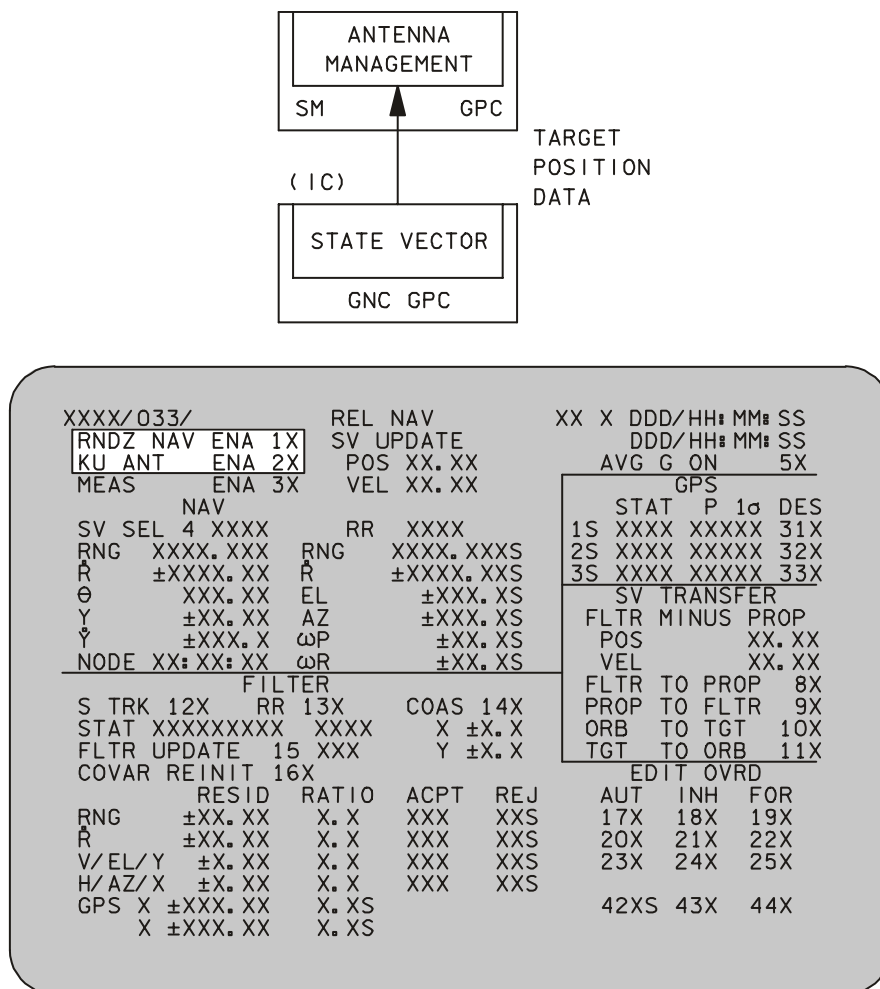 ANTENNA
MANAGEMENT
SM GPC
TARGET
POSITION
DATA
(IC)
STATE VECTOR
GNC GPC
XXXX/033/ REL NAV XX X DDD/HH:MM:SS
RNDZ NAV ENA 1X SV UPDATE DDD/HH:MM:SS
KU ANT ENA 2X POS XX.XX AVG G ON 5X
MEAS ENA 3X VEL XX.XX GPS
NAV STAT P 1σ DES
SV SEL 4 XXXX RR XXXX 1S XXXX XXXXX 31X
RNG XXXX.XXX RNG XXXX.XXXS 2S XXXX XXXXX 32X
Ṙ ±XXXX.XX Ṙ ±XXXX.XXS 3S XXXX XXXXX 33X
θ XXX.XX EL ±XXX.XS SV TRANSFER
Y ±XX.XX AZ ±XXX.XS FLTR MINUS PROP
Ẏ ±XXX.X ωP ±XX.XS POS XX.XX
NODE XX:XX:XX ωR ±XX.XS VEL XX.XX
FILTER FLTR TO PROP 8X
S TRK 12X RR 13X COAS 14X PROP TO FLTR 9X
STAT XXXXXXXXX XXXX X ±X.X ORB TO TGT 10X
FLTR UPDATE 15 XXX Y ±X.X TGT TO ORB 11X
COVAR REINIT 16X EDIT OVRD
RESID RATIO ACPT REJ AUT INH FOR
RNG ±XX.XX X.X XXX XXS 17X 18X 19X
Ṙ ±XX.XX X.X XXX XXS 20X 21X 22X
V/EL/Y ±X.XX X.X XXX XXS 23X 24X 25X
H/AZ/X ±X.XX X.X XXX XXS
GPS X ±XXX.XX X.XS 42XS 43X 44X
X ±XXX.XX X.XS